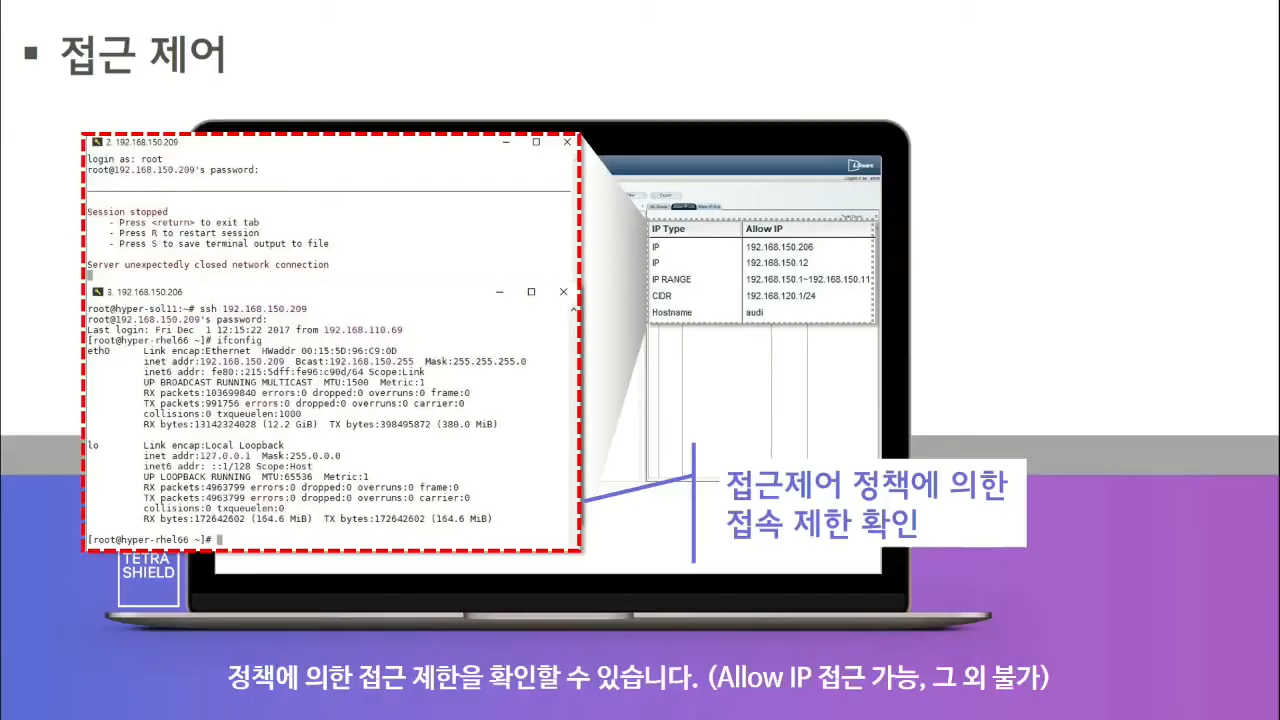 ▪ 접근 제어
2. 192.168.150.209
login as: root
root@192.168.150.209's password:
Session stopped
- Press <return> to exit tab
- Press R to restart session
- Press S to save terminal output to file
Server unexpectedly closed network connection
3. 192.168.150.206
root@hyper-sol11:~# ssh 192.168.150.209
root@192.168.150.209's password:
Last login: Fri Dec  1 12:15:22 2017 from 192.168.110.69
[root@hyper-rhel66 ~]# ifconfig
eth0 Link encap:Ethernet HWaddr 00:15:5D:96:C9:0D
inet addr:192.168.150.209 Bcast:192.168.150.255 Mask:255.255.255.0
inet6 addr: fe80::215:5dff:fe96:c90d/64 Scope:Link
UP BROADCAST RUNNING MULTICAST MTU:1500 Metric:1
RX packets:103699840 errors:0 dropped:0 overruns:0 frame:0
TX packets:991756 errors:0 dropped:0 overruns:0 carrier:0
collisions:0 txqueuelen:1000
RX bytes:13142324028 (12.2 GiB) TX bytes:398495872 (380.0 MiB)
lo Link encap:Local Loopback
inet addr:127.0.0.1 Mask:255.0.0.0
inet6 addr: ::1/128 Scope:Host
UP LOOPBACK RUNNING MTU:65536 Metric:1
RX packets:4963799 errors:0 dropped:0 overruns:0 frame:0
TX packets:4963799 errors:0 dropped:0 overruns:0 carrier:0
collisions:0 txqueuelen:0
RX bytes:172642602 (164.6 MiB) TX bytes:172642602 (164.6 MiB)
[root@hyper-rhel66 ~]#
IP Type Allow IP
IP 192.168.150.206
IP 192.168.150.12
IP RANGE 192.168.150.1~192.168.150.11
CIDR 192.168.120.1/24
Hostname audi
접근제어 정책에 의한
접속 제한 확인
TETRA
SHIELD
정책에 의한 접근 제한을 확인할 수 있습니다. (Allow IP 접근 가능, 그 외 불가)